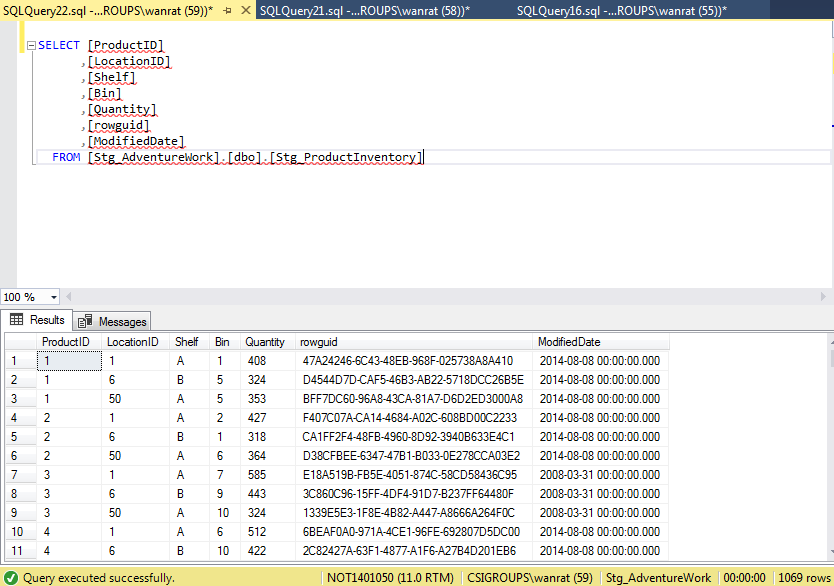 SQLQuery22.sql -...ROUPS\wanrat (59))* SQLQuery21.sql -...ROUPS\wanrat (58))* SQLQuery16.sql -...ROUPS\wanrat (55))*
SELECT [ProductID]
,[LocationID]
,[Shelf]
,[Bin]
,[Quantity]
,[rowguid]
,[ModifiedDate]
FROM [Stg_AdventureWork].[dbo].[Stg_ProductInventory]
100 %
Results Messages
ProductID LocationID Shelf Bin Quantity rowguid ModifiedDate
1 1 1 A 1 408 47A24246-6C43-48EB-968F-025738A8A410 2014-08-08 00:00:00.000
2 1 6 B 5 324 D4544D7D-CAF5-46B3-AB22-5718DCC26B5E 2014-08-08 00:00:00.000
3 1 50 A 5 353 BFF7DC60-96A8-43CA-81A7-D6D2ED3000A8 2014-08-08 00:00:00.000
4 2 1 A 2 427 F407C07A-CA14-4684-A02C-608BD00C2233 2014-08-08 00:00:00.000
5 2 6 B 1 318 CA1FF2F4-48FB-4960-8D92-3940B633E4C1 2014-08-08 00:00:00.000
6 2 50 A 6 364 D38CFBEE-6347-47B1-B033-0E278CCA03E2 2014-08-08 00:00:00.000
7 3 1 A 7 585 E18A519B-FB5E-4051-874C-58CD58436C95 2008-03-31 00:00:00.000
8 3 6 B 9 443 3C860C96-15FF-4DF4-91D7-B237FF64480F 2008-03-31 00:00:00.000
9 3 50 A 10 324 1339E5E3-1F8E-4B82-A447-A8666A264F0C 2008-03-31 00:00:00.000
10 4 1 A 6 512 6BEAF0A0-971A-4CE1-96FE-692807D5DC00 2014-08-08 00:00:00.000
11 4 6 B 10 422 2C82427A-63F1-4877-A1F6-A27B4D201EB6 2014-08-08 00:00:00.000
Query executed successfully. NOT1401050 (11.0 RTM) CSIGROUPS\wanrat (59) Stg_AdventureWork 00:00:00 1069 rows